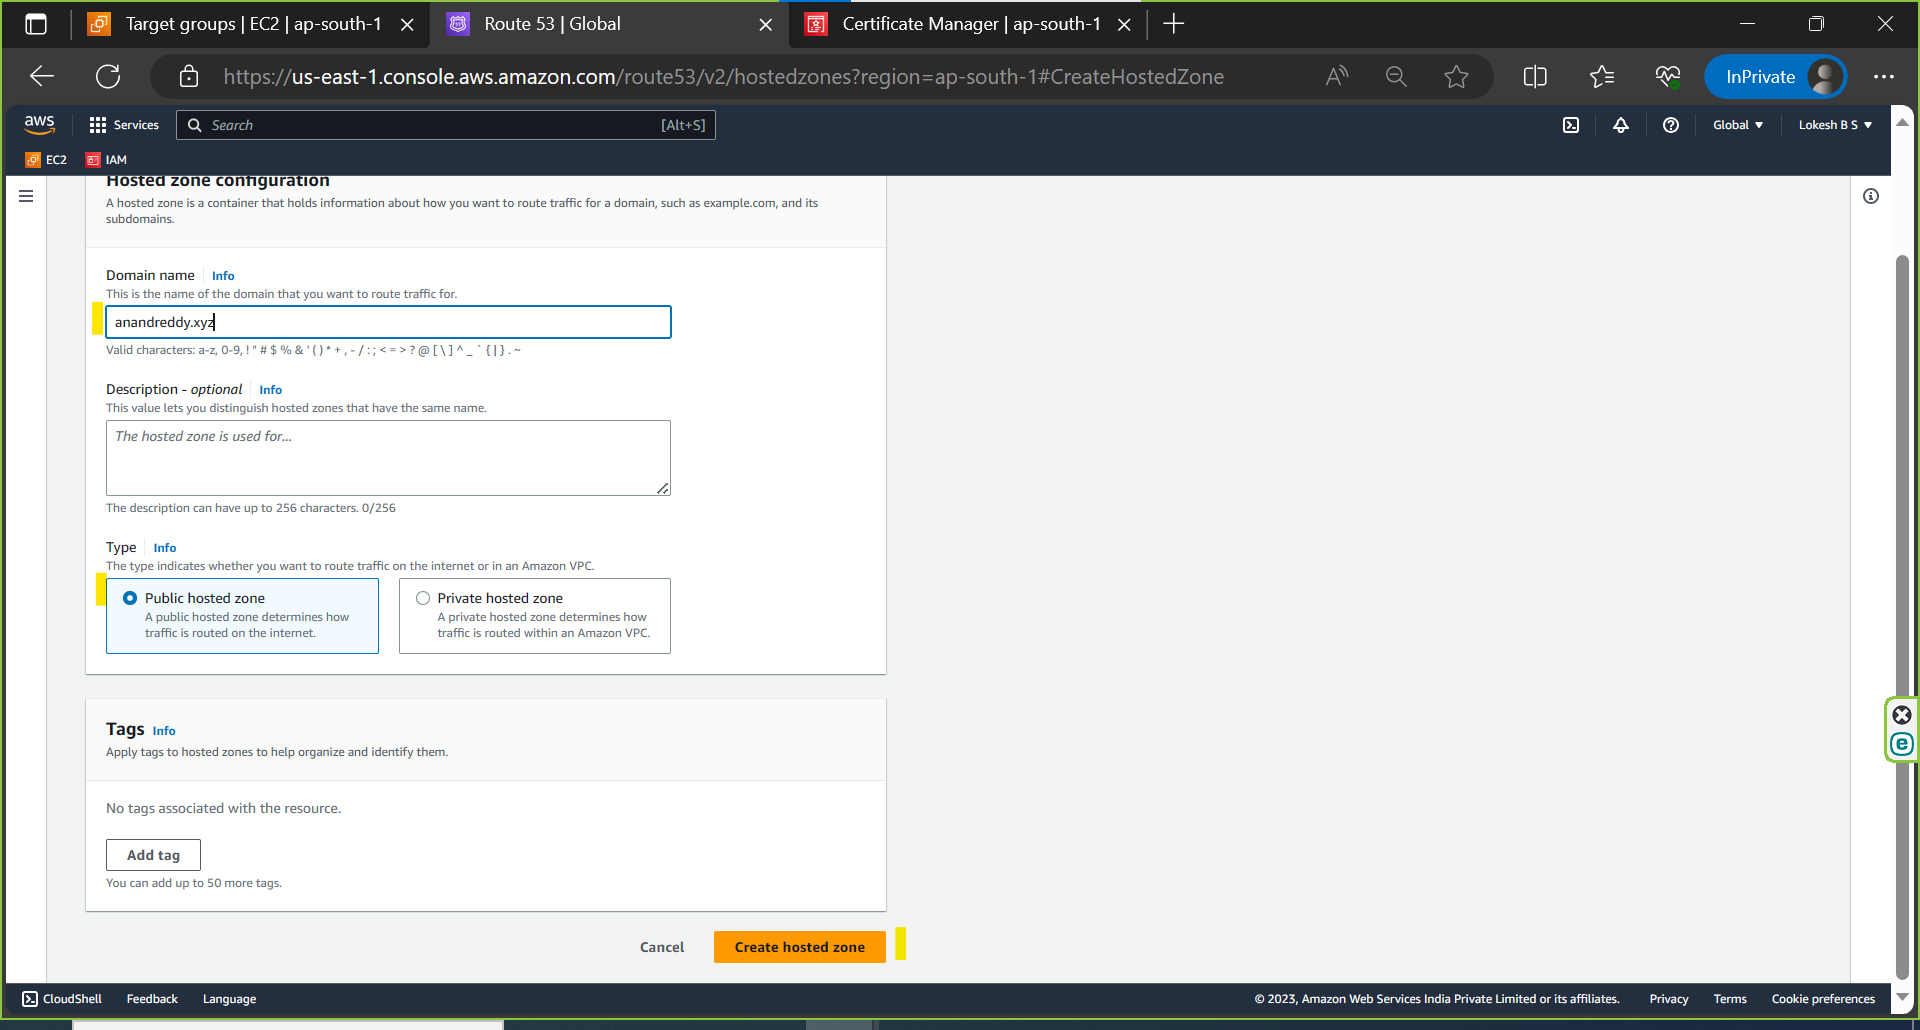 Target groups | EC2 | ap-south-1
Route 53 | Global
Certificate Manager | ap-south-1
https://us-east-1.console.aws.amazon.com/route53/v2/hostedzones?region=ap-south-1#CreateHostedZone
InPrivate
aws
Services
Search
[Alt+S]
Global
Lokesh B S
EC2
IAM
Hosted zone configuration
A hosted zone is a container that holds information about how you want to route traffic for a domain, such as example.com, and its
subdomains.
Domain name
Info
This is the name of the domain that you want to route traffic for.
anandreddy.xyz
Valid characters: a-z, 0-9, ! " # $ % & ' ( ) * + , - / : ; < = > ? @ [ \ ] ^ _ ` { | } . ~
Description - optional
Info
This value lets you distinguish hosted zones that have the same name.
The hosted zone is used for...
The description can have up to 256 characters. 0/256
Type
Info
The type indicates whether you want to route traffic on the internet or in an Amazon VPC.
Public hosted zone
A public hosted zone determines how
traffic is routed on the internet.
Private hosted zone
A private hosted zone determines how
traffic is routed within an Amazon VPC.
Tags
Info
Apply tags to hosted zones to help organize and identify them.
No tags associated with the resource.
Add tag
You can add up to 50 more tags.
Cancel
Create hosted zone
CloudShell
Feedback
Language
© 2023, Amazon Web Services India Private Limited or its affiliates.
Privacy
Terms
Cookie preferences